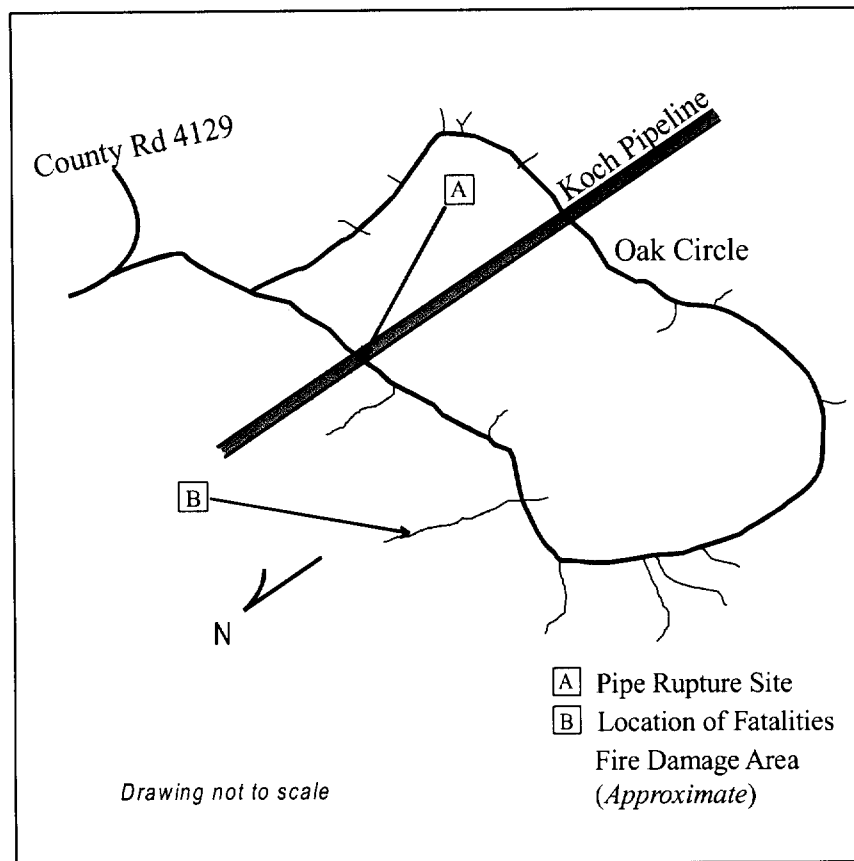 County Rd 4129
A
Koch Pipeline
Oak Circle
B
N
A Pipe Rupture Site
B Location of Fatalities
Fire Damage Area
(Approximate)
Drawing not to scale